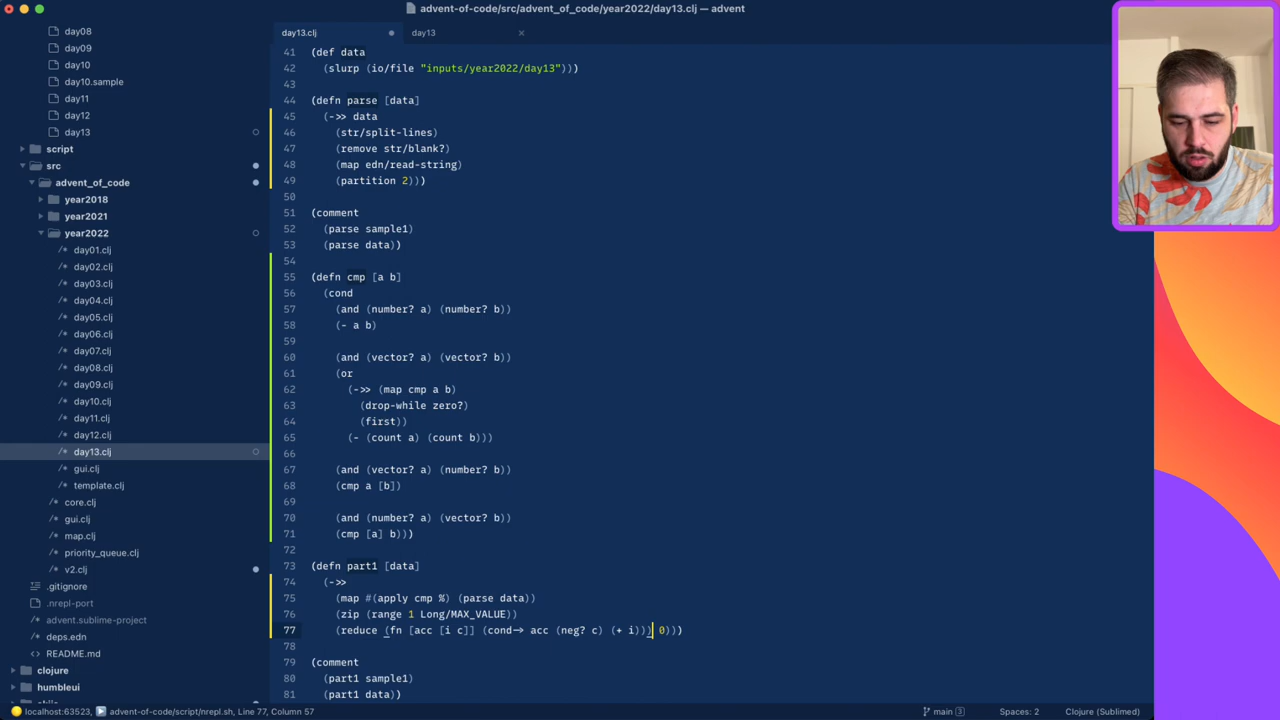 advent-of-code/src/advent_of_code/year2022/day13.clj — advent
day08
day09
day10
day10.sample
day11
day12
day13
script
src
advent_of_code
year2018
year2021
year2022
day01.clj
day02.clj
day03.clj
day04.clj
day05.clj
day06.clj
day07.clj
day08.clj
day09.clj
day10.clj
day11.clj
day12.clj
day13.clj
gui.clj
template.clj
core.clj
gui.clj
map.clj
priority_queue.clj
v2.clj
.gitignore
.nrepl-port
advent.sublime-project
deps.edn
README.md
clojure
humbleui
day13.clj
day13
41 (def data
42 (slurp (io/file "inputs/year2022/day13")))
43
44 (defn parse [data]
45 (->> data
46 (str/split-lines)
47 (remove str/blank?)
48 (map edn/read-string)
49 (partition 2)))
50
51 (comment
52 (parse sample1)
53 (parse data))
54
55 (defn cmp [a b]
56 (cond
57 (and (number? a) (number? b))
58 (- a b)
59
60 (and (vector? a) (vector? b))
61 (or
62 (->> (map cmp a b)
63 (drop-while zero?)
64 (first))
65 (- (count a) (count b)))
66
67 (and (vector? a) (number? b))
68 (cmp a [b])
69
70 (and (number? a) (vector? b))
71 (cmp [a] b)))
72
73 (defn part1 [data]
74 (->>
75 (map #(apply cmp %) (parse data))
76 (zip (range 1 Long/MAX_VALUE))
77 (reduce (fn [acc [i c]] (cond-> acc (neg? c) (+ i))) 0)))
78
79 (comment
80 (part1 sample1)
81 (part1 data))
localhost:63523, advent-of-code/script/nrepl.sh, Line 77, Column 57
main 3
Spaces: 2
Clojure (Sublimed)